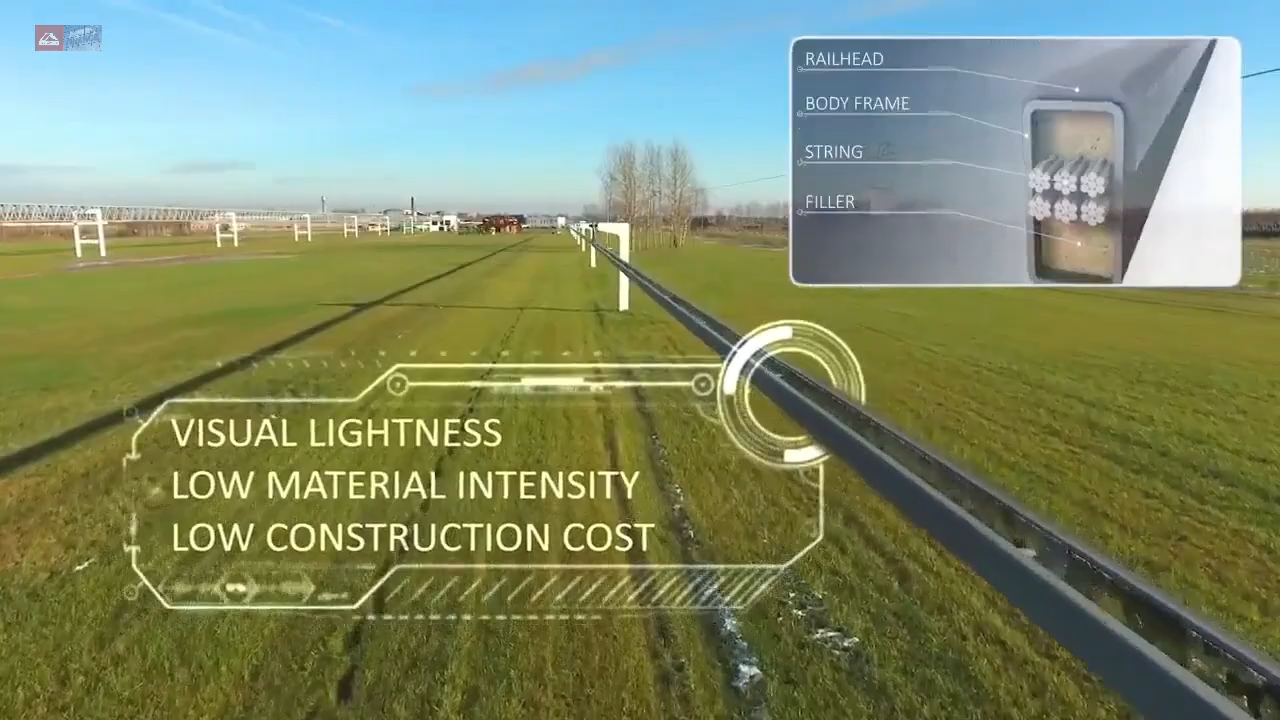 RAILHEAD
BODY FRAME
STRING
FILLER
VISUAL LIGHTNESS
LOW MATERIAL INTENSITY
LOW CONSTRUCTION COST